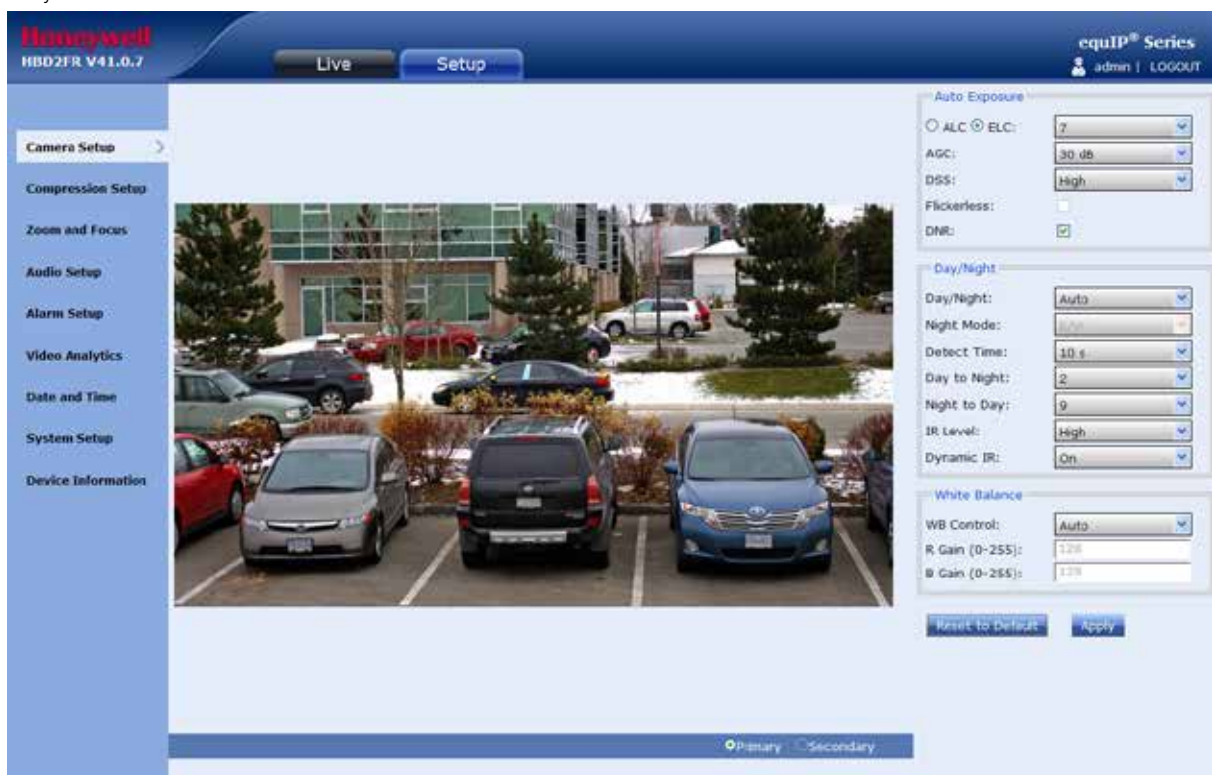 Honeywell
HBD2FR V41.0.7
Live
Setup
equIP® Series
admin | LOGOUT
Camera Setup
Compression Setup
Zoom and Focus
Audio Setup
Alarm Setup
Video Analytics
Date and Time
System Setup
Device Information
Auto Exposure
ALC ELC: 7
AGC: 30 dB
DSS: High
Flickerless:
DNR:
Day/Night
Day/Night: Auto
Night Mode:
Detect Time: 10 s
Day to Night: 2
Night to Day: 9
IR Level: High
Dynamic IR: On
White Balance
WB Control: Auto
R Gain (0-255): 128
B Gain (0-255): 128
Reset to Default
Apply
Primary Secondary